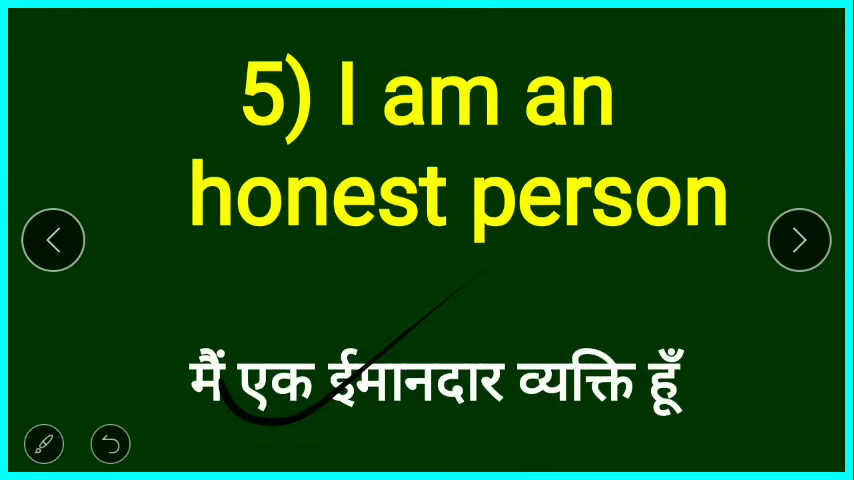 5) I am an
honest person
मैं एक ईमानदार व्यक्ति हूँ